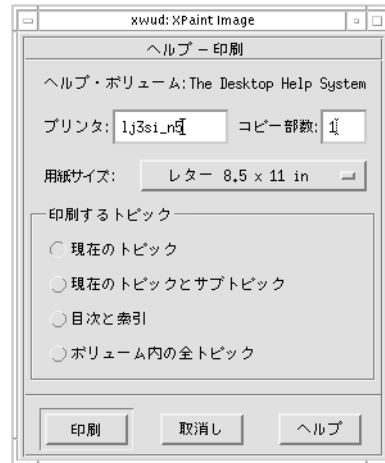 xwud: XPaint Image
ヘルプ - 印刷
ヘルプ・ボリューム: The Desktop Help System
プリンタ: lj3si_n5 コピー部数: 1
用紙サイズ: レター 8.5 x 11 in
印刷するトピック
現在のトピック
現在のトピックとサブトピック
目次と索引
ボリューム内の全トピック
印刷 取消し ヘルプ